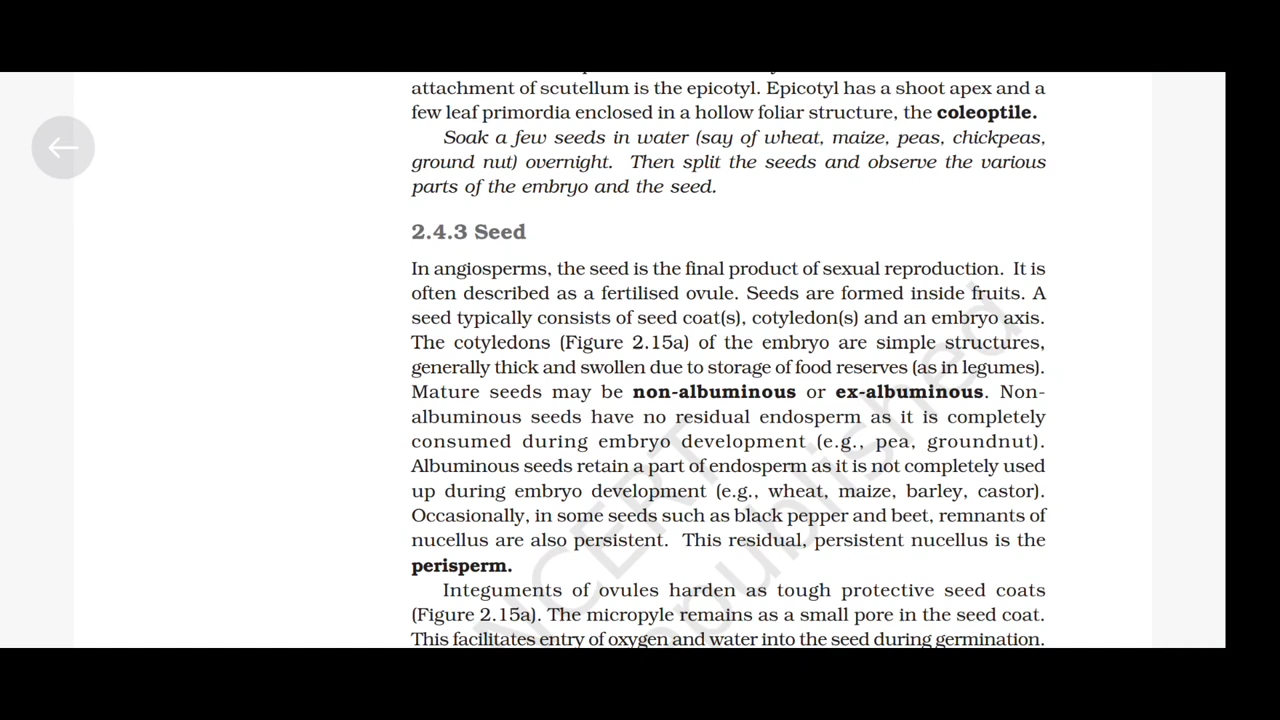 attachment of scutellum is the epicotyl. Epicotyl has a shoot apex and a
few leaf primordia enclosed in a hollow foliar structure, the coleoptile.
Soak a few seeds in water (say of wheat, maize, peas, chickpeas,
ground nut) overnight. Then split the seeds and observe the various
parts of the embryo and the seed.
2.4.3 Seed
In angiosperms, the seed is the final product of sexual reproduction. It is
often described as a fertilised ovule. Seeds are formed inside fruits. A
seed typically consists of seed coat(s), cotyledon(s) and an embryo axis.
The cotyledons (Figure 2.15a) of the embryo are simple structures,
generally thick and swollen due to storage of food reserves (as in legumes).
Mature seeds may be non-albuminous or ex-albuminous. Non-
albuminous seeds have no residual endosperm as it is completely
consumed during embryo development (e.g., pea, groundnut).
Albuminous seeds retain a part of endosperm as it is not completely used
up during embryo development (e.g., wheat, maize, barley, castor).
Occasionally, in some seeds such as black pepper and beet, remnants of
nucellus are also persistent. This residual, persistent nucellus is the
perisperm.
Integuments of ovules harden as tough protective seed coats
(Figure 2.15a). The micropyle remains as a small pore in the seed coat.
This facilitates entry of oxygen and water into the seed during germination.
NCERT
published